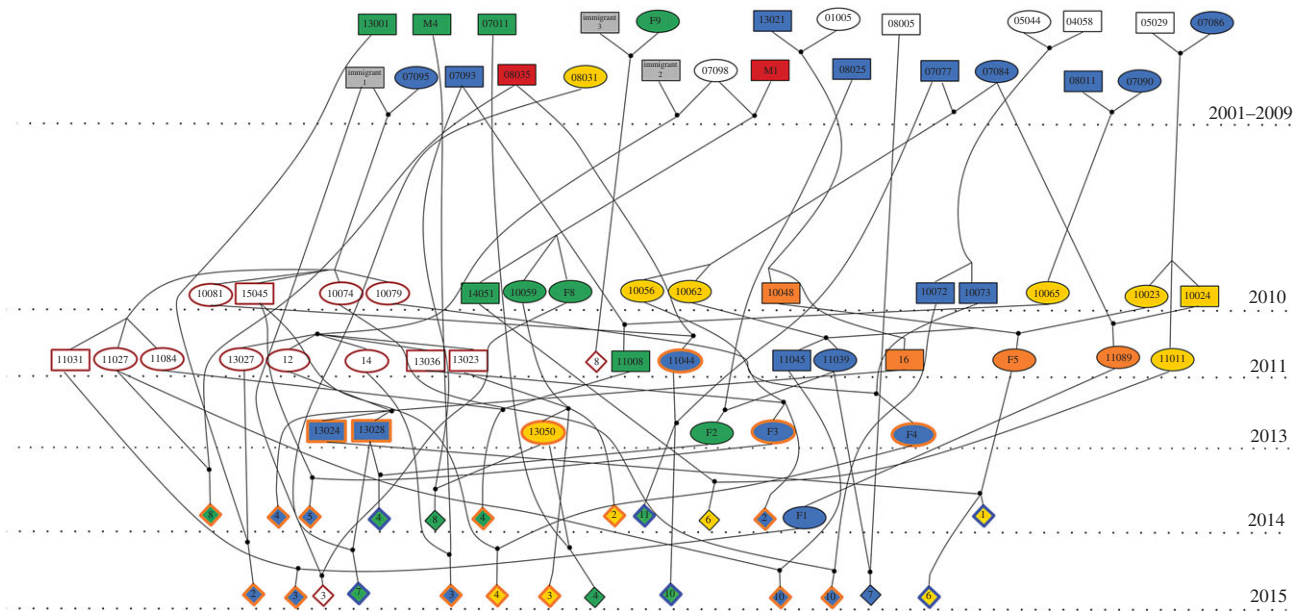 13001 M4 07011 immigrant 3 F9 13021 01005 08005 05044 04058 05029 07086
immigrant 1 07095 07093 08035 08031 immigrant 2 07098 M1 08025 07077 07084 08011 07090
2001–2009
10081 15045 10074 10079 14051 10059 F8 10056 10062 10048 10072 10073 10065 10023 10024
2010
11031 11027 11084 13027 12 14 13036 13023 8 11008 11044 11045 11039 16 F5 11089 11011
2011
13024 13028 13050 F2 F3 F4
2013
8 4 5 4 8 4 2 11 6 2 F1 1
2014
2 3 3 7 3 4 3 4 10 10 10 7 6
2015